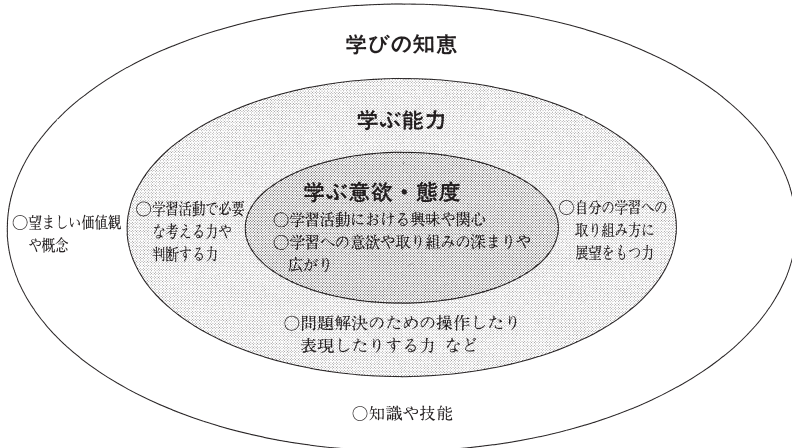 学びの知恵
学ぶ能力
学ぶ意欲・態度
○学習活動における興味や関心
○学習への意欲や取り組みの深まりや
広がり
○望ましい価値観
や概念
○学習活動で必要
な考える力や
判断する力
○自分の学習への
取り組み方に
展望をもつ力
○問題解決のための操作したり
表現したりする力 など
○知識や技能